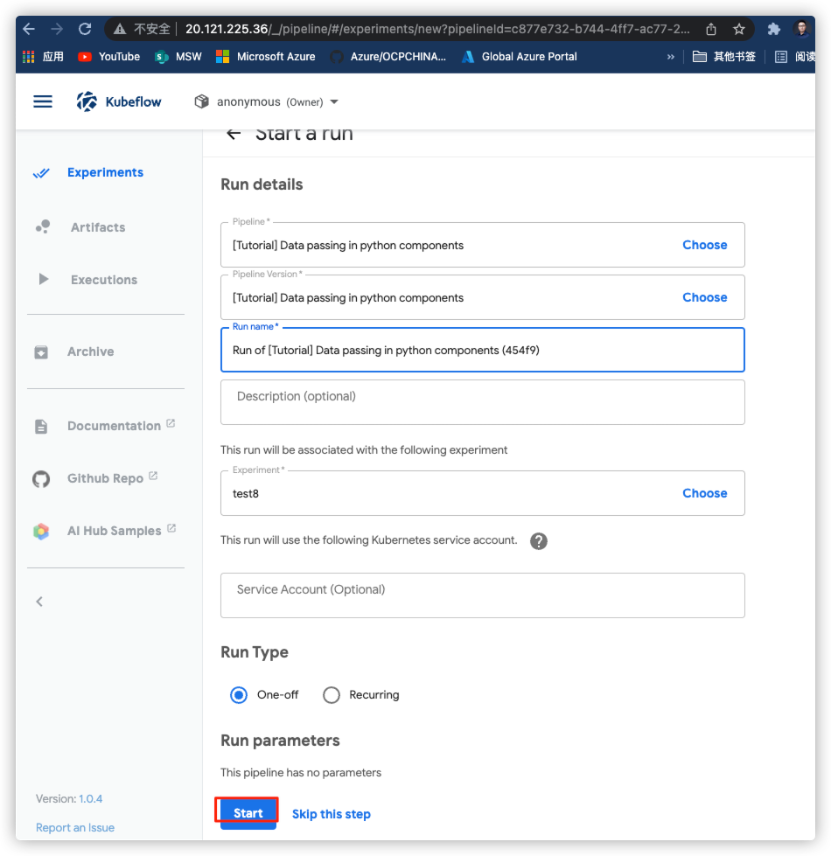 不安全 20.121.225.36/_/pipeline/#/experiments/new?pipelineId=c877e732-b744-4ff7-ac77-2...
应用 YouTube MSW Microsoft Azure Azure/OCPCHINA... Global Azure Portal » 其他书签
Kubeflow anonymous (Owner)
Start a run
Experiments
Artifacts
Executions
Archive
Documentation
Github Repo
AI Hub Samples
Version: 1.0.4
Report an Issue
Run details
Pipeline *
[Tutorial] Data passing in python components Choose
Pipeline Version *
[Tutorial] Data passing in python components Choose
Run name *
Run of [Tutorial] Data passing in python components (454f9)
Description (optional)
This run will be associated with the following experiment
Experiment *
test8 Choose
This run will use the following Kubernetes service account. ?
Service Account (Optional)
Run Type
One-off Recurring
Run parameters
This pipeline has no parameters
Start Skip this step